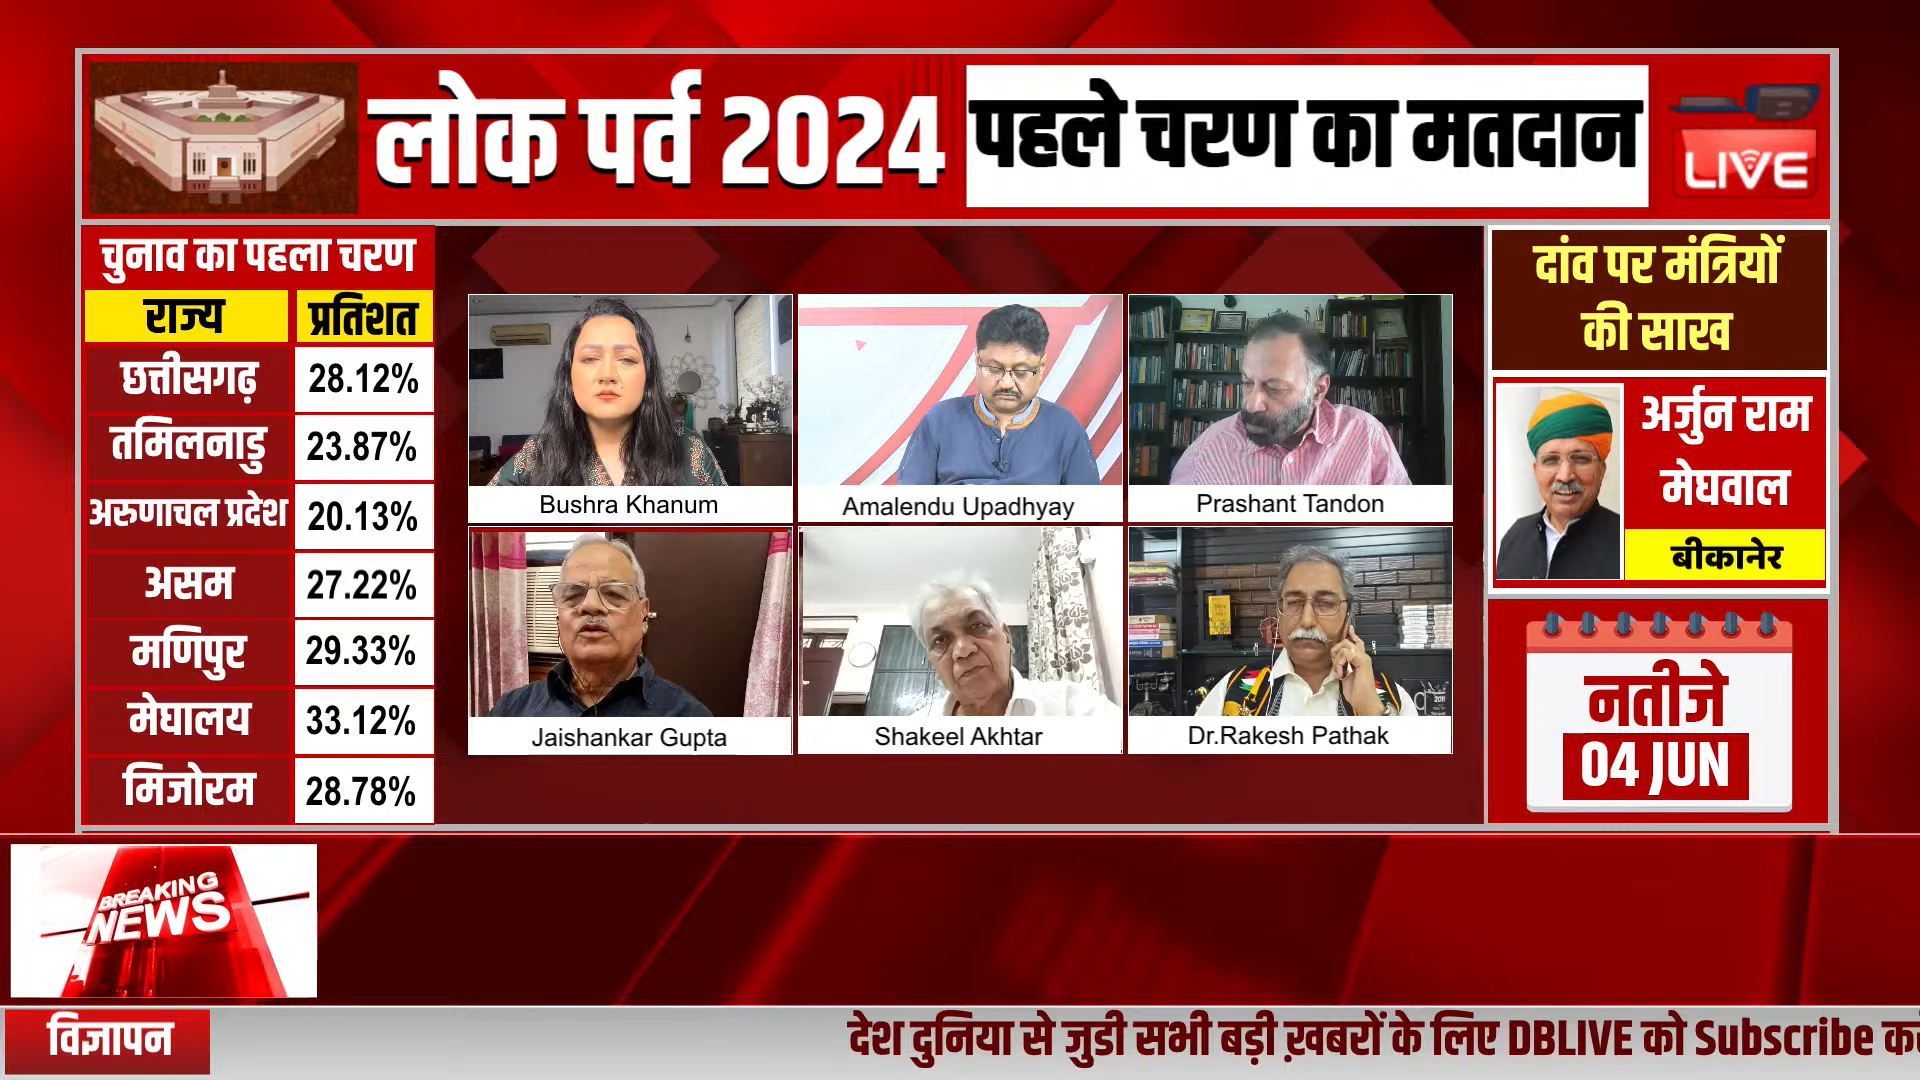 लोक पर्व 2024
पहले चरण का मतदान
LIVE
चुनाव का पहला चरण
राज्य प्रतिशत
छत्तीसगढ़ 28.12%
तमिलनाडु 23.87%
अरुणाचल प्रदेश 20.13%
असम 27.22%
मणिपुर 29.33%
मेघालय 33.12%
मिजोरम 28.78%
Bushra Khanum
Amalendu Upadhyay
Prashant Tandon
Jaishankar Gupta
Shakeel Akhtar
Dr.Rakesh Pathak
दांव पर मंत्रियों
की साख
अर्जुन राम
मेघवाल
बीकानेर
नतीजे
04 JUN
BREAKING
NEWS
विज्ञापन
देश दुनिया से जुडी सभी बड़ी ख़बरों के लिए DBLIVE को Subscribe